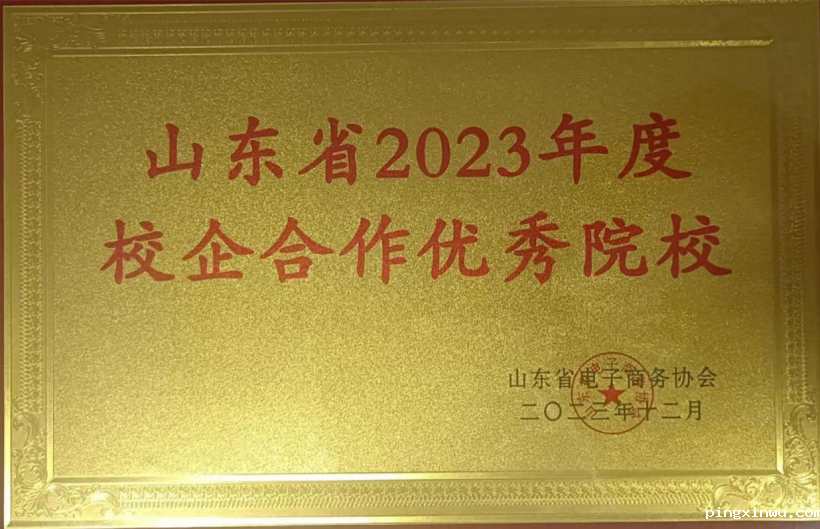 山东省2023年度
校企合作优秀院校
山东省电子商务协会
二〇二三年十二月
pingxinwu.com